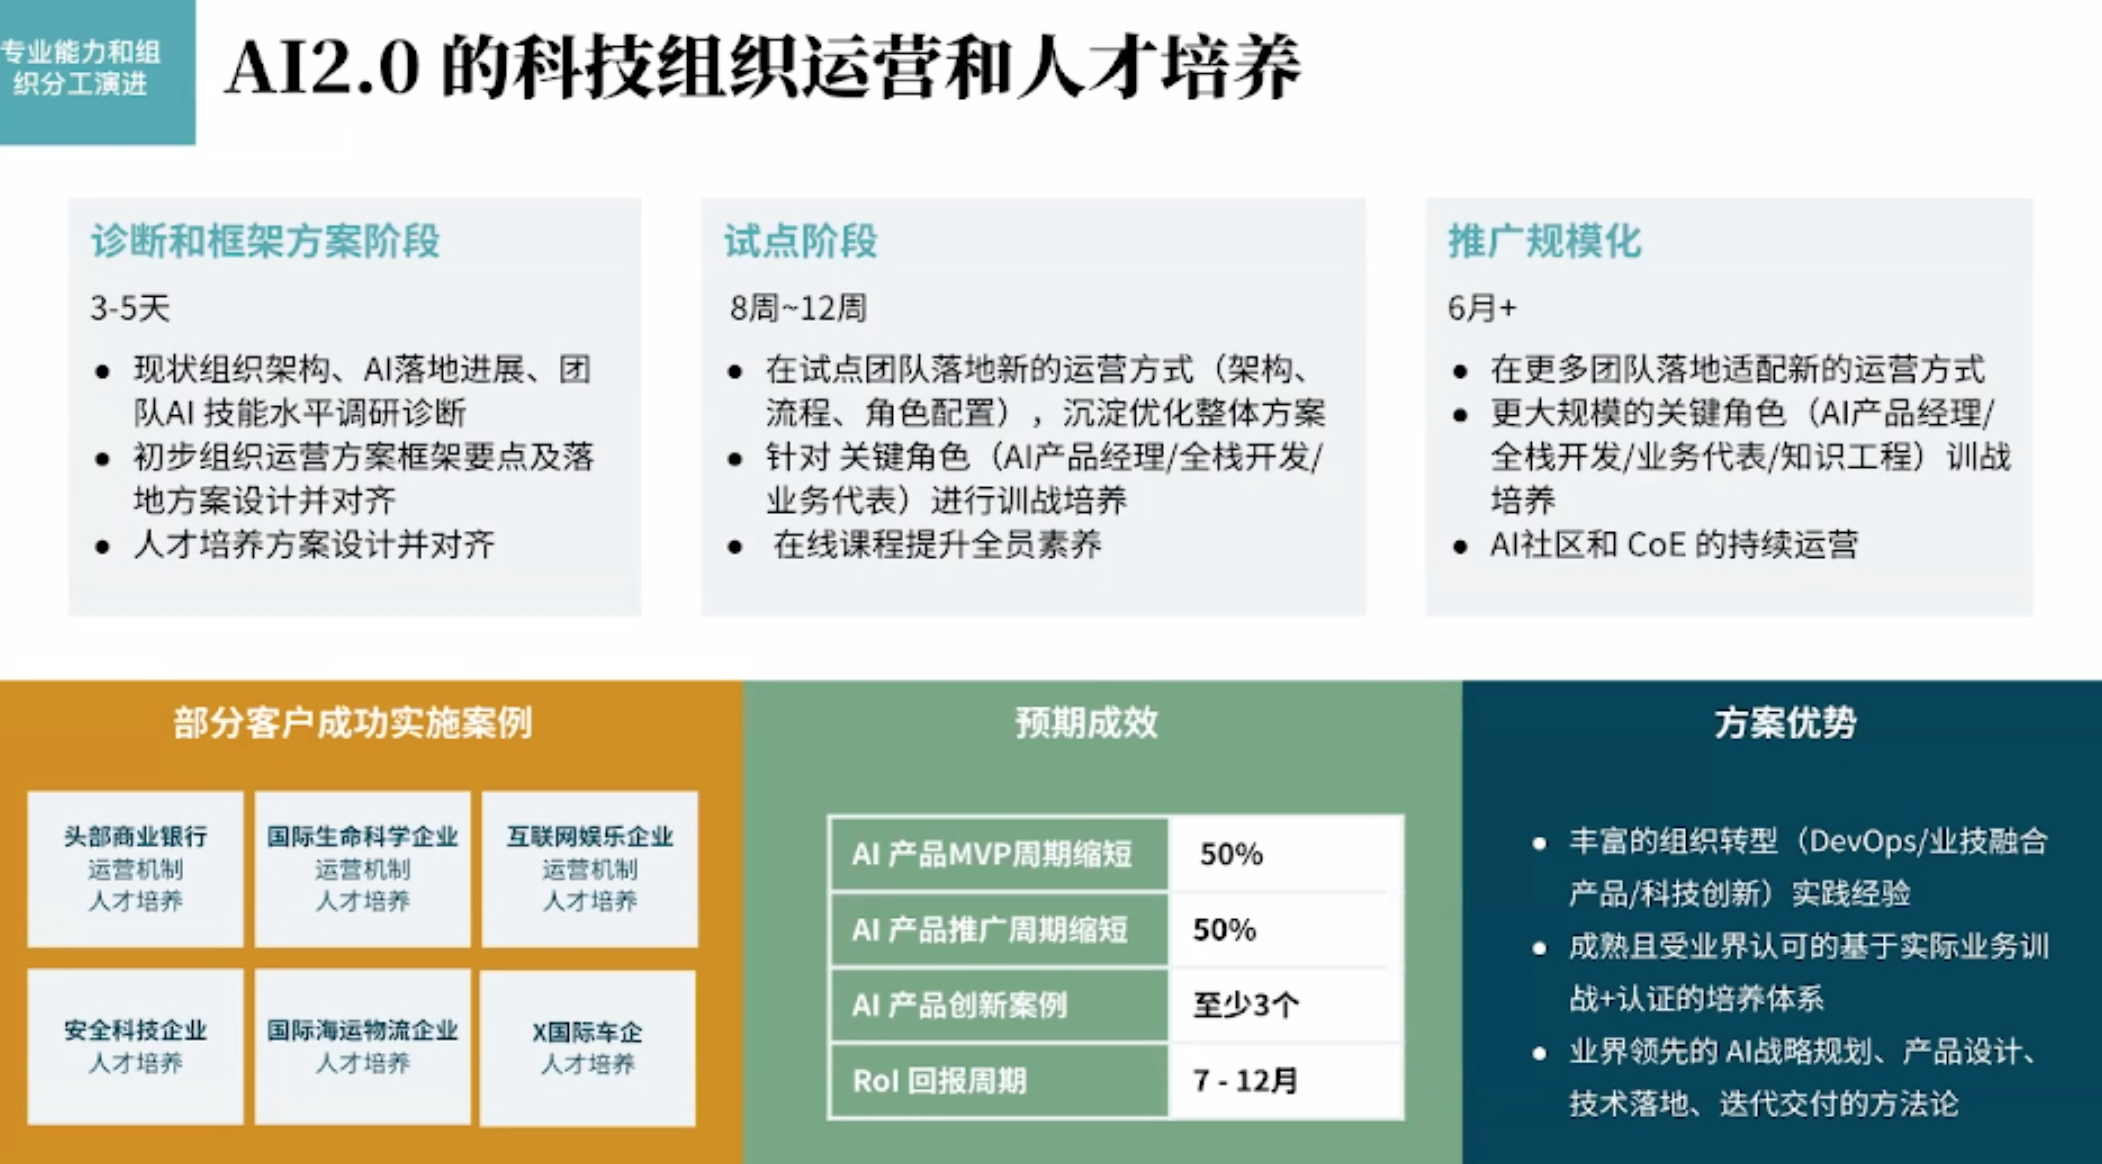 专业能力和组
织分工演进
AI2.0 的科技组织运营和人才培养
诊断和框架方案阶段
3-5天
● 现状组织架构、AI落地进展、团
队AI 技能水平调研诊断
● 初步组织运营方案框架要点及落
地方案设计并对齐
● 人才培养方案设计并对齐
试点阶段
8周~12周
● 在试点团队落地新的运营方式（架构、
流程、角色配置），沉淀优化整体方案
● 针对 关键角色（AI产品经理/全栈开发/
业务代表）进行训战培养
● 在线课程提升全员素养
推广规模化
6月+
● 在更多团队落地适配新的运营方式
● 更大规模的关键角色（AI产品经理/
全栈开发/业务代表/知识工程）训战
培养
● AI社区和 CoE 的持续运营
部分客户成功实施案例
头部商业银行
运营机制
人才培养
国际生命科学企业
运营机制
人才培养
互联网娱乐企业
运营机制
人才培养
安全科技企业
人才培养
国际海运物流企业
人才培养
X国际车企
人才培养
预期成效
AI 产品MVP周期缩短 50%
AI 产品推广周期缩短 50%
AI 产品创新案例 至少3个
RoI 回报周期 7 - 12月
方案优势
● 丰富的组织转型（DevOps/业技融合
产品/科技创新）实践经验
● 成熟且受业界认可的基于实际业务训
战+认证的培养体系
● 业界领先的 AI战略规划、产品设计、
技术落地、迭代交付的方法论